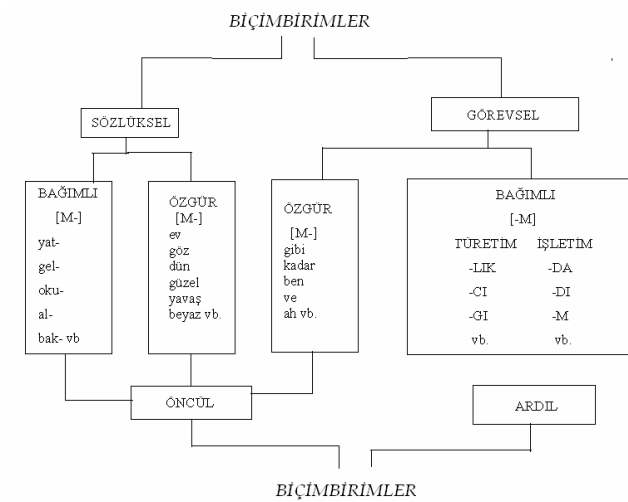 BİÇİMBİRİMLER
SÖZLÜKSEL
GÖREVSEL
BAĞIMLI
[M-]
yat-
gel-
oku-
al-
bak- vb
ÖZGÜR
[M-]
ev
göz
dün
güzel
yavaş
beyaz vb.
ÖZGÜR
[M-]
gibi
kadar
ben
ve
ah vb.
BAĞIMLI
[-M]
TÜRETİM İŞLETİM
-LIK -DA
-CI -DI
-GI -M
vb. vb.
ÖNCÜL
ARDIL
BİÇİMBİRİMLER